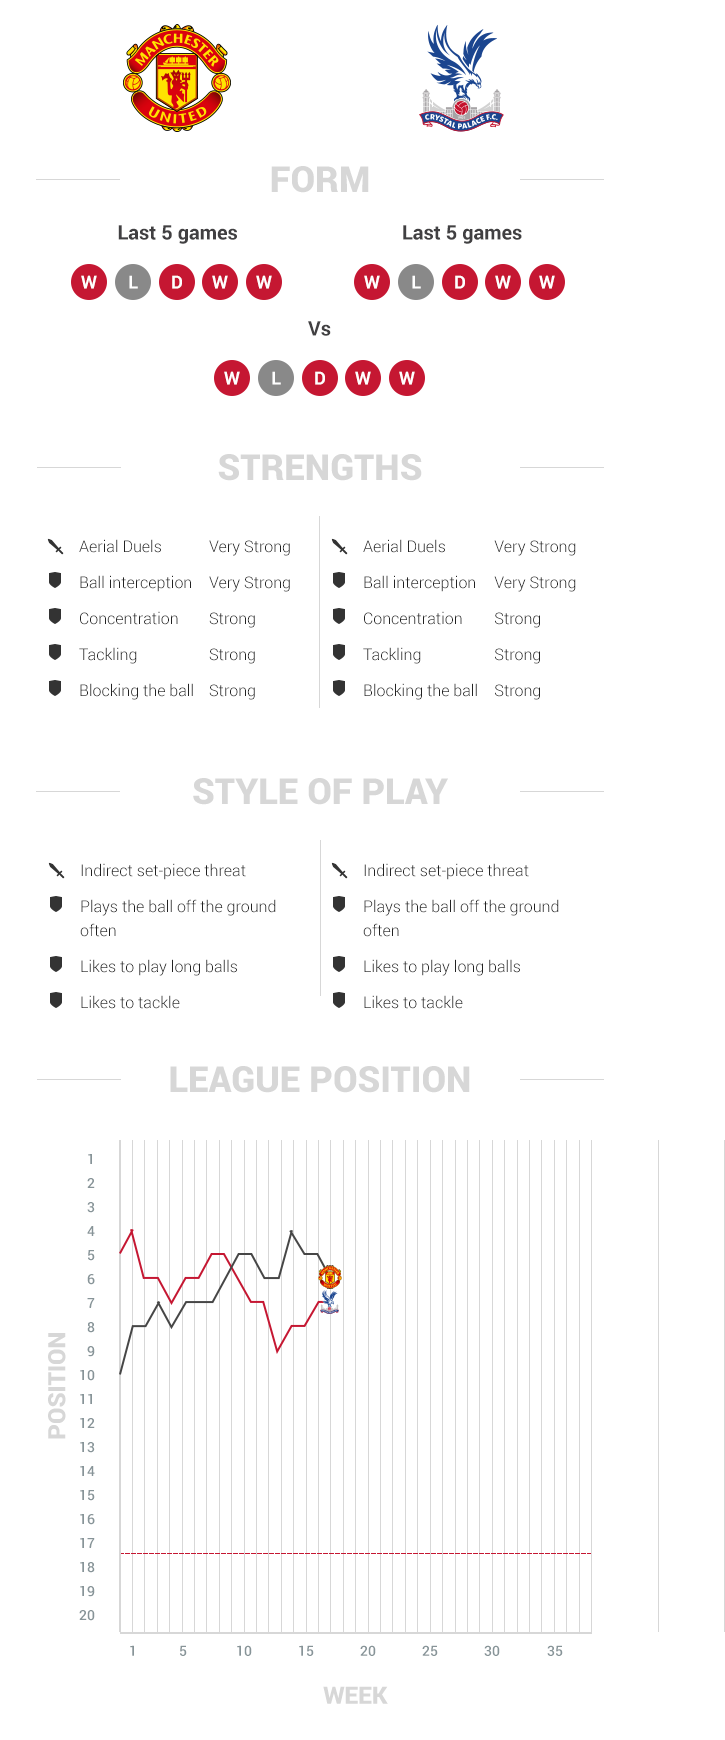 MANCHESTER
UNITED
CRYSTAL PALACE F.C.
FORM
Last 5 games
Last 5 games
W L D W W
W L D W W
Vs
W L D W W
STRENGTHS
Aerial Duels Very Strong
Aerial Duels Very Strong
Ball interception Very Strong
Ball interception Very Strong
Concentration Strong
Concentration Strong
Tackling Strong
Tackling Strong
Blocking the ball Strong
Blocking the ball Strong
STYLE OF PLAY
Indirect set-piece threat
Plays the ball off the ground
often
Likes to play long balls
Likes to tackle
Indirect set-piece threat
Plays the ball off the ground
often
Likes to play long balls
Likes to tackle
LEAGUE POSITION
POSITION
1
2
3
4
5
6
7
8
9
10
11
12
13
14
15
16
17
18
19
20
1 5 10 15 20 25 30 35
WEEK